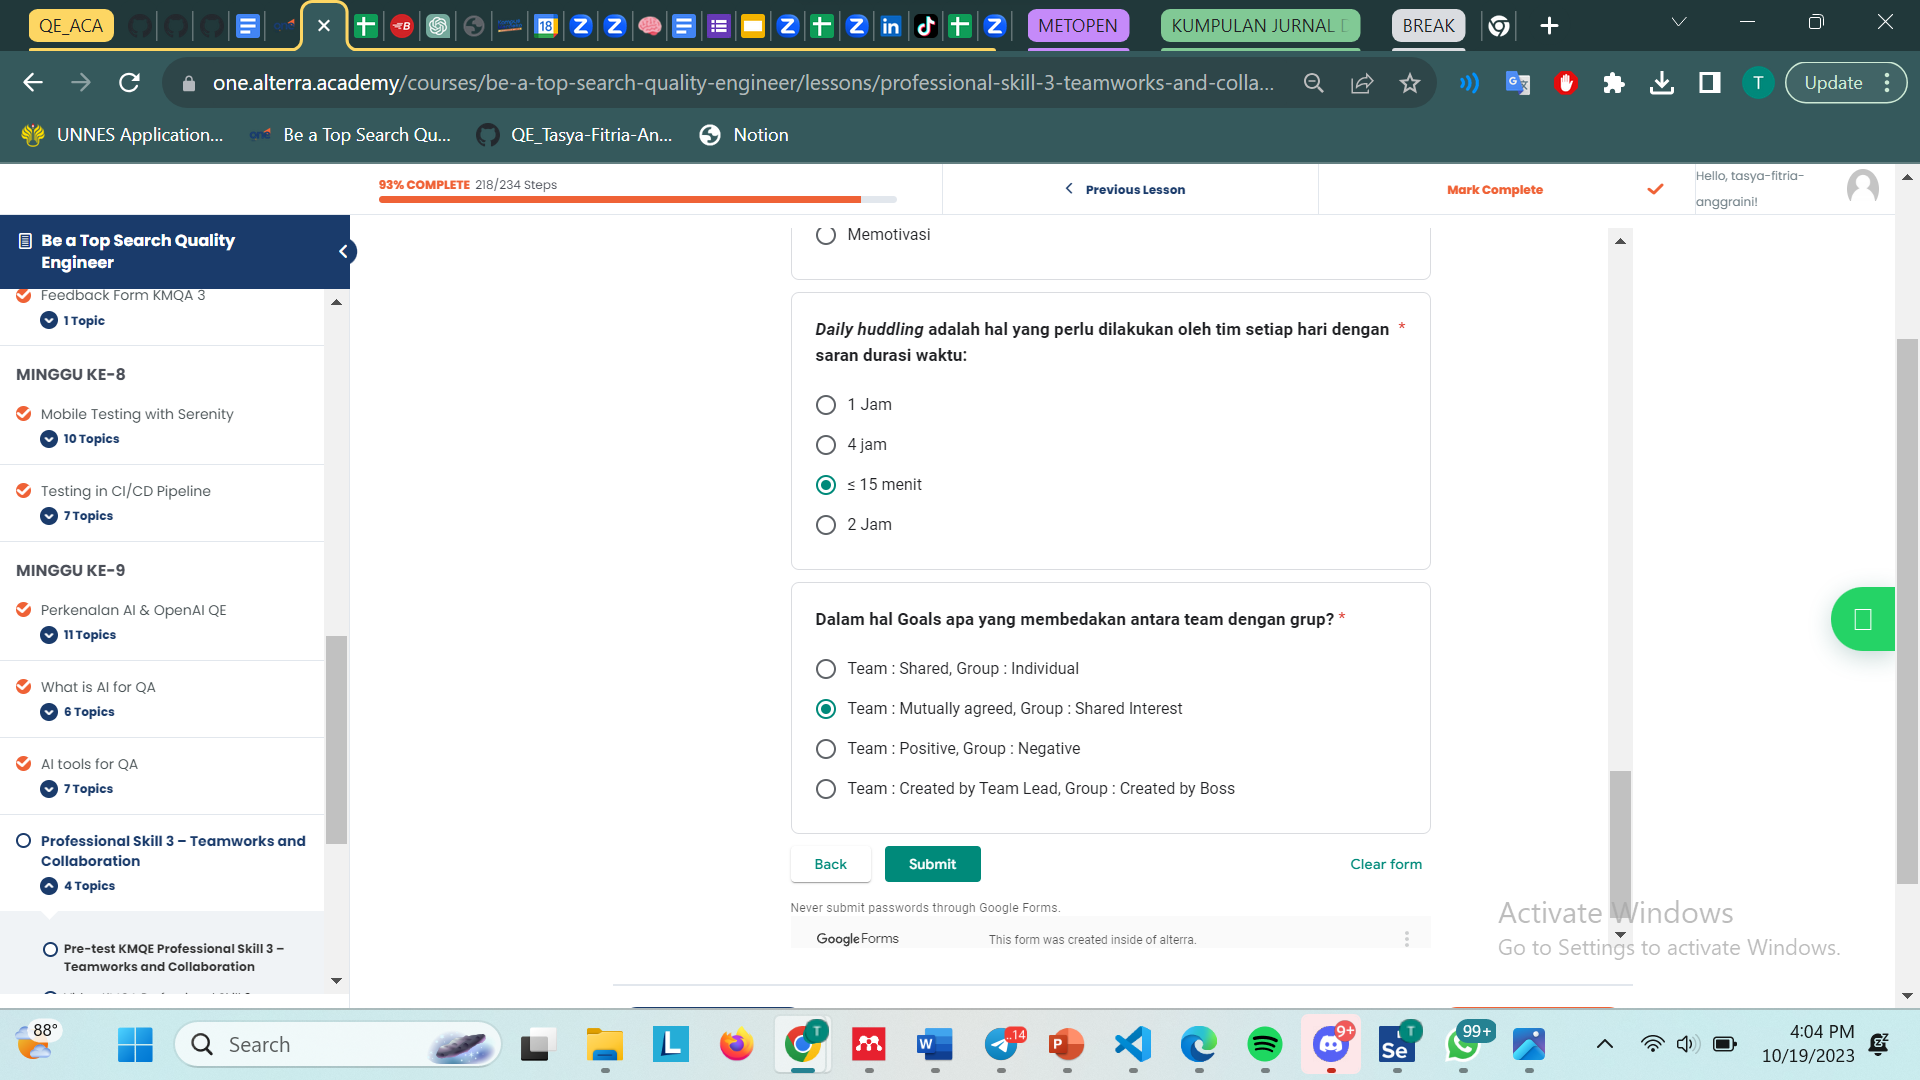 QE_ACA
METOPEN
KUMPULAN JURNAL
BREAK
one.alterra.academy/courses/be-a-top-search-quality-engineer/lessons/professional-skill-3-teamworks-and-colla...
T
Update
UNNES Application...
one
Be a Top Search Qu...
QE_Tasya-Fitria-An...
Notion
93% COMPLETE 218/234 Steps
Previous Lesson
Mark Complete
Hello, tasya-fitria-
anggraini!
Be a Top Search Quality
Engineer
Feedback Form KMQA 3
1 Topic
MINGGU KE-8
Mobile Testing with Serenity
10 Topics
Testing in CI/CD Pipeline
7 Topics
MINGGU KE-9
Perkenalan AI & OpenAI QE
11 Topics
What is AI for QA
6 Topics
AI tools for QA
7 Topics
Professional Skill 3 – Teamworks and
Collaboration
4 Topics
Pre-test KMQE Professional Skill 3 –
Teamworks and Collaboration
Memotivasi
Daily huddling adalah hal yang perlu dilakukan oleh tim setiap hari dengan *
saran durasi waktu:
1 Jam
4 jam
≤ 15 menit
2 Jam
Dalam hal Goals apa yang membedakan antara team dengan grup? *
Team : Shared, Group : Individual
Team : Mutually agreed, Group : Shared Interest
Team : Positive, Group : Negative
Team : Created by Team Lead, Group : Created by Boss
Back
Submit
Clear form
Never submit passwords through Google Forms.
Google Forms
This form was created inside of alterra.
Activate Windows
Go to Settings to activate Windows.
88°
Search
T
14
9+
T
99+
4:04 PM
10/19/2023